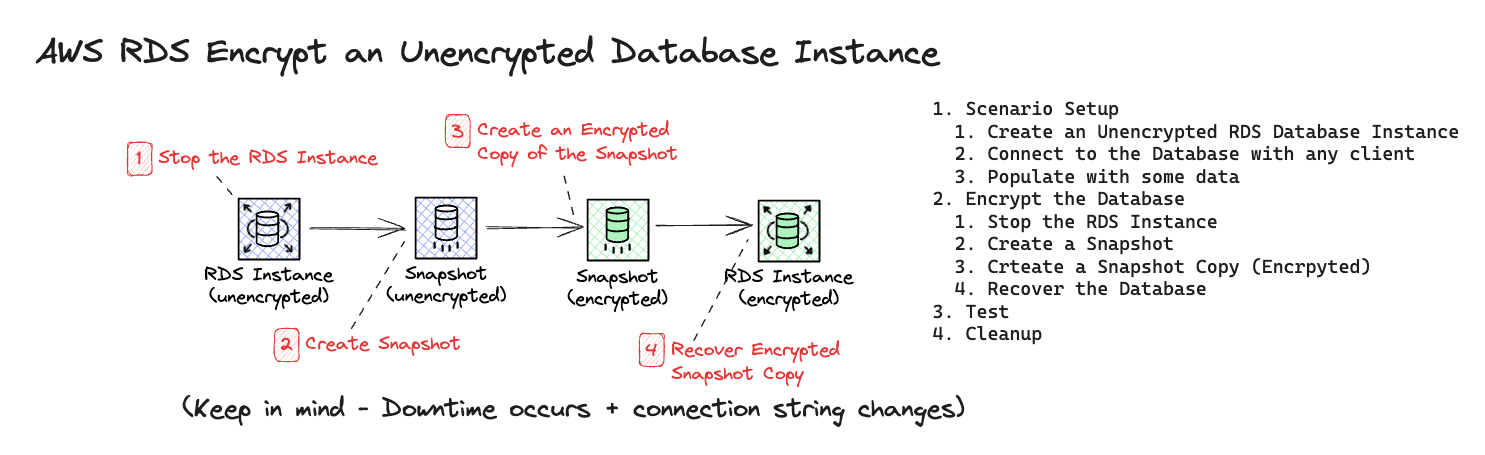 AWS RDS Encrypt an Unencrypted Database Instance
1 Stop the RDS Instance
3 Create an Encrypted
Copy of the Snapshot
RDS Instance
(unencrypted)
Snapshot
(unencrypted)
Snapshot
(encrypted)
RDS Instance
(encrypted)
2 Create Snapshot
4 Recover Encrypted
Snapshot Copy
(Keep in mind - Downtime occurs + connection string changes)
1. Scenario Setup
1. Create an Unencrypted RDS Database Instance
2. Connect to the Database with any client
3. Populate with some data
2. Encrypt the Database
1. Stop the RDS Instance
2. Create a Snapshot
3. Crteate a Snapshot Copy (Encrpyted)
4. Recover the Database
3. Test
4. Cleanup